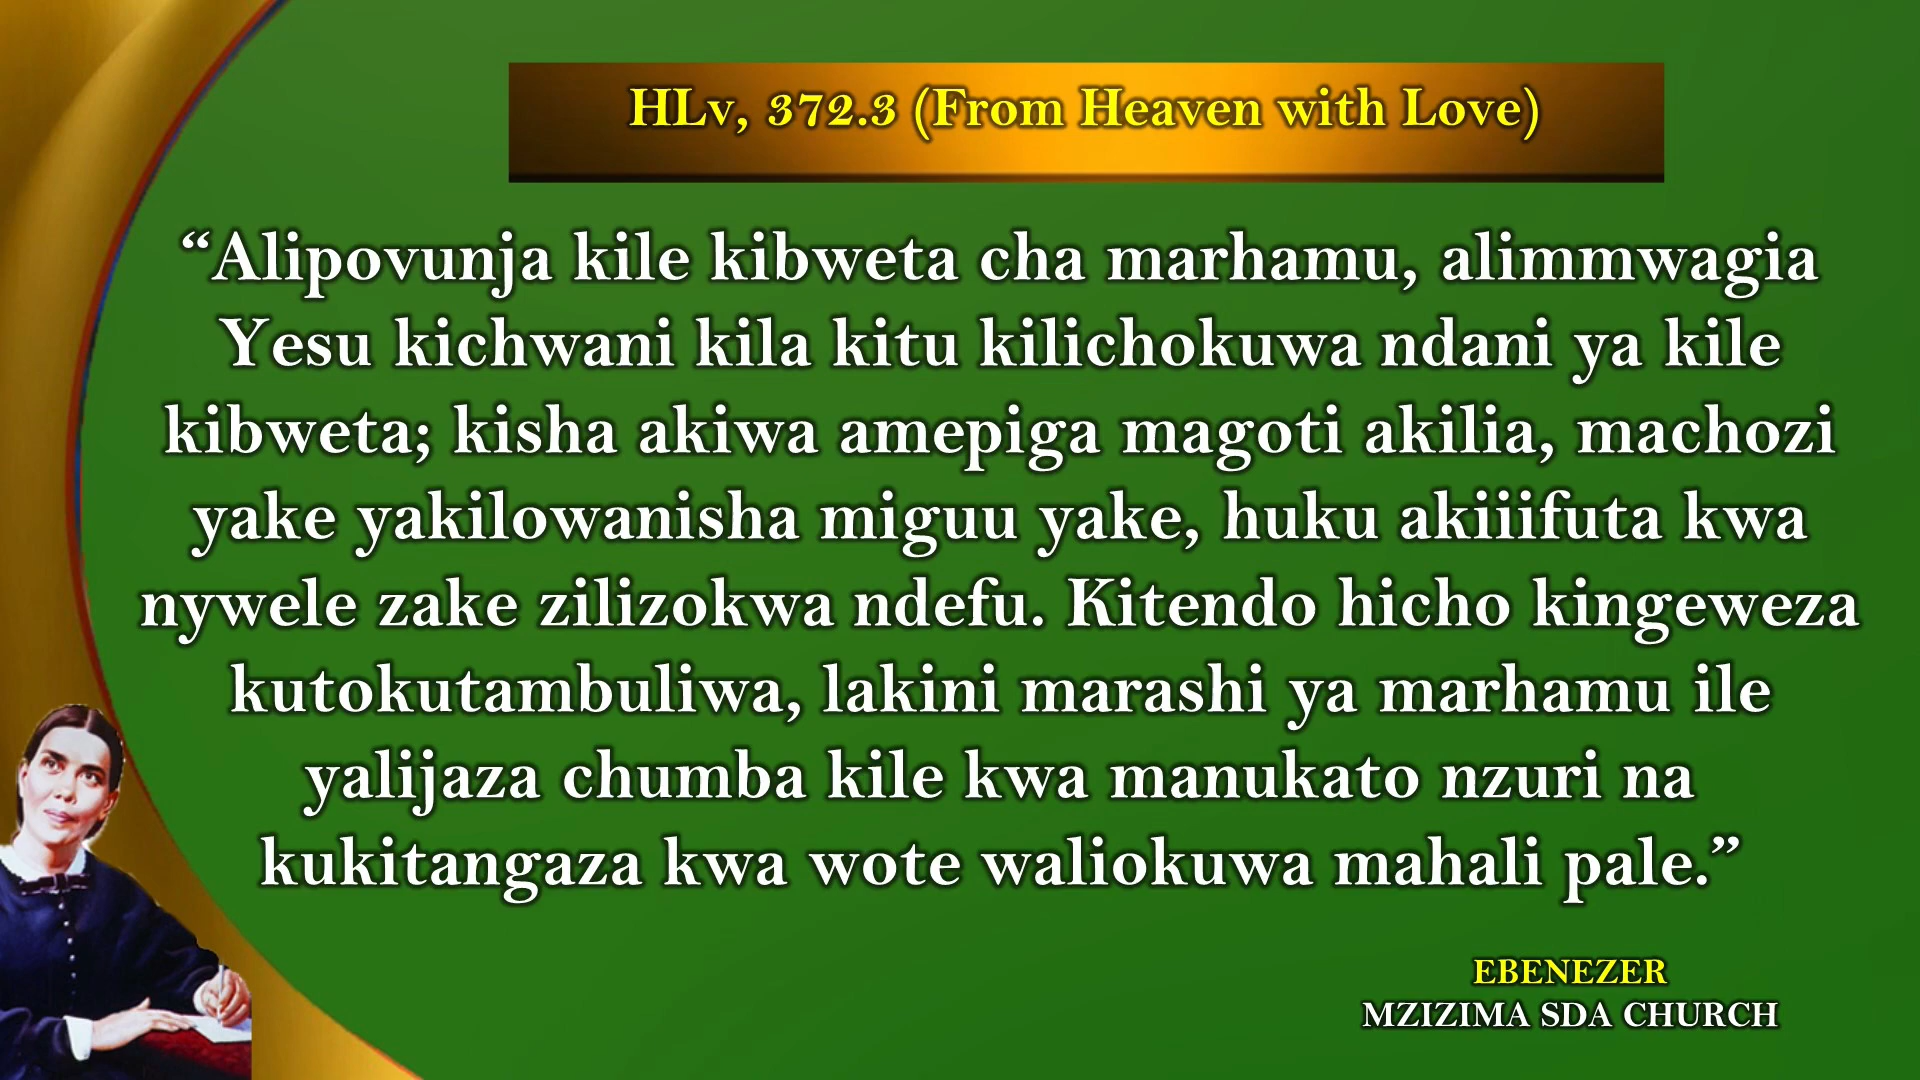 HLv, 372.3 (From Heaven with Love)
“Alipovunja kile kibweta cha marhamu, alimmwagia
Yesu kichwani kila kitu kilichokuwa ndani ya kile
kibweta; kisha akiwa amepiga magoti akilia, machozi
yake yakilowanisha miguu yake, huku akiiifuta kwa
nywele zake zilizokwa ndefu. Kitendo hicho kingeweza
kutokutambuliwa, lakini marashi ya marhamu ile
yalijaza chumba kile kwa manukato nzuri na
kukitangaza kwa wote waliokuwa mahali pale.”
EBENEZER
MZIZIMA SDA CHURCH